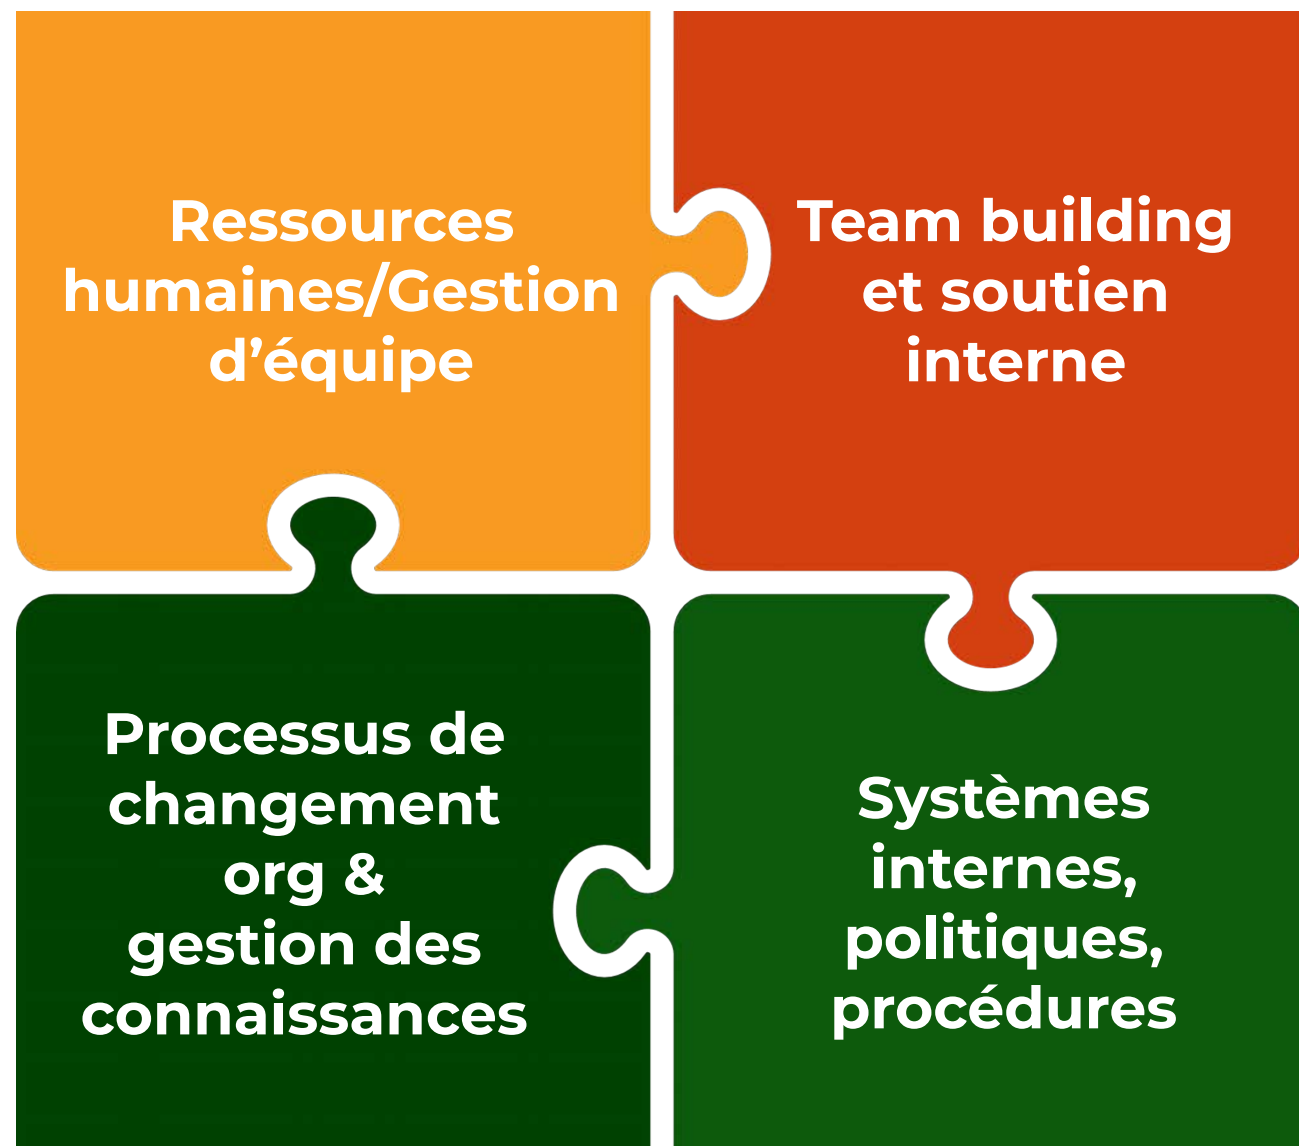 Ressources
humaines/Gestion
d’équipe
Team building
et soutien
interne
Processus de
changement
org &
gestion des
connaissances
Systèmes
internes,
politiques,
procédures